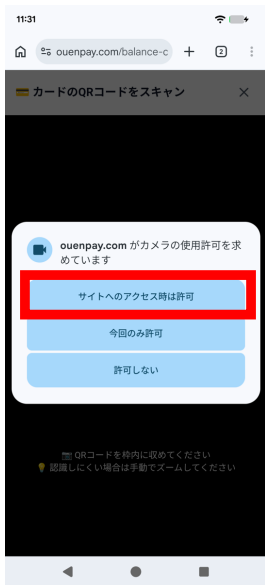 11:31
ouenpay.com/balance-c
2
カードのQRコードをスキャン
ouenpay.com がカメラの使用許可を求
めています
サイトへのアクセス時は許可
今回のみ許可
許可しない
QRコードを枠内に収めてください
認識しにくい場合は手動でズームしてください